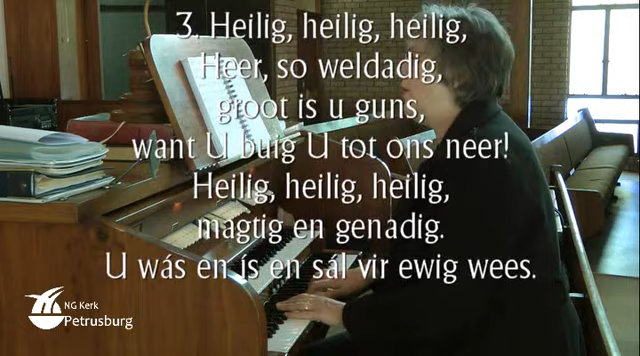 3. Heilig, heilig, heilig,
Heer, so weldadig,
groot is u guns,
want U buig U tot ons neer!
Heilig, heilig, heilig,
magtig en genadig.
U wás en ís en sál vir ewig wees.
NG Kerk
Petrusburg